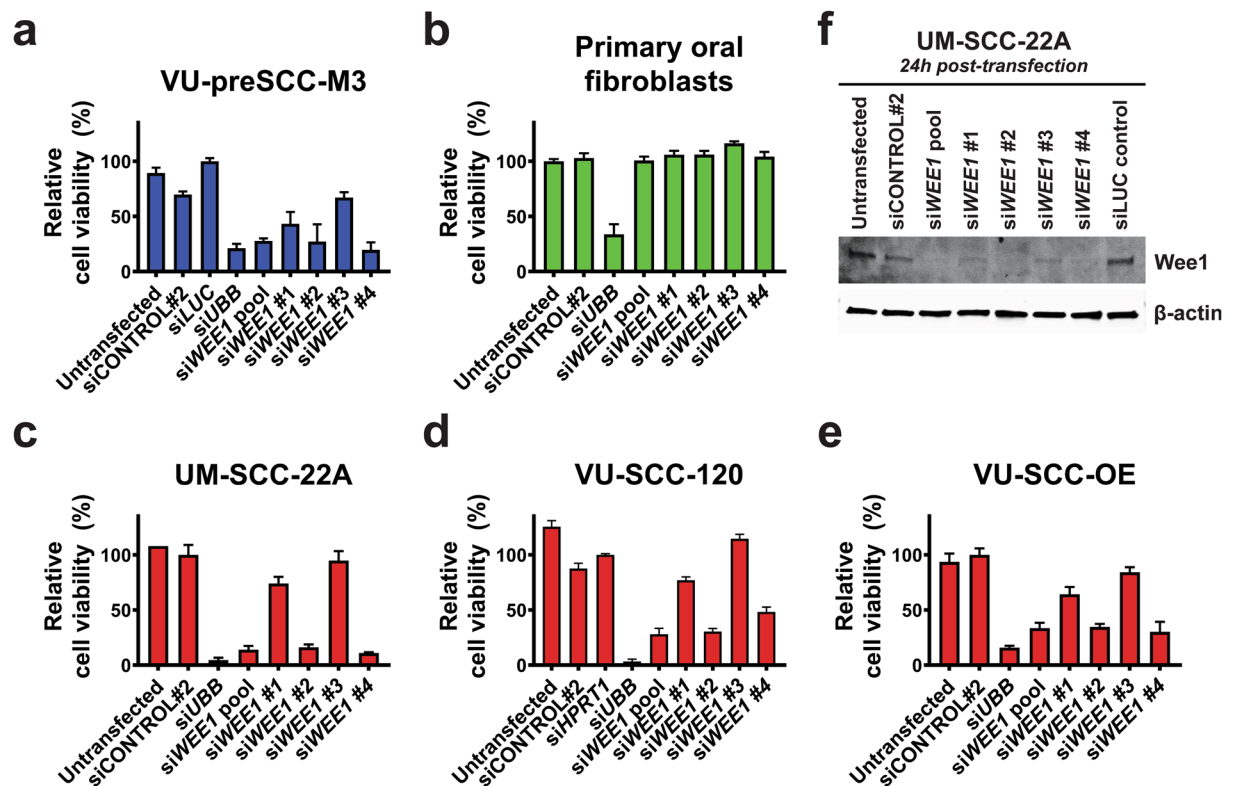 a
VU-preSCC-M3
Relative
cell viability (%)
100
50
0
Untransfected
siCONTROL#2
siLUC
siUBB
siWEE1 pool
siWEE1 #1
siWEE1 #2
siWEE1 #3
siWEE1 #4
b
Primary oral
fibroblasts
Relative
cell viability (%)
100
50
0
Untransfected
siCONTROL#2
siUBB
siWEE1 pool
siWEE1 #1
siWEE1 #2
siWEE1 #3
siWEE1 #4
f
UM-SCC-22A
24h post-transfection
Untransfected
siCONTROL#2
siWEE1 pool
siWEE1 #1
siWEE1 #2
siWEE1 #3
siWEE1 #4
siLUC control
Wee1
β-actin
c
UM-SCC-22A
Relative
cell viability (%)
100
50
0
Untransfected
siCONTROL#2
siUBB
siWEE1 pool
siWEE1 #1
siWEE1 #2
siWEE1 #3
siWEE1 #4
d
VU-SCC-120
Relative
cell viability (%)
100
50
0
Untransfected
siCONTROL#2
siHPRT1
siUBB
siWEE1 pool
siWEE1 #1
siWEE1 #2
siWEE1 #3
siWEE1 #4
e
VU-SCC-OE
Relative
cell viability (%)
100
50
0
Untransfected
siCONTROL#2
siUBB
siWEE1 pool
siWEE1 #1
siWEE1 #2
siWEE1 #3
siWEE1 #4